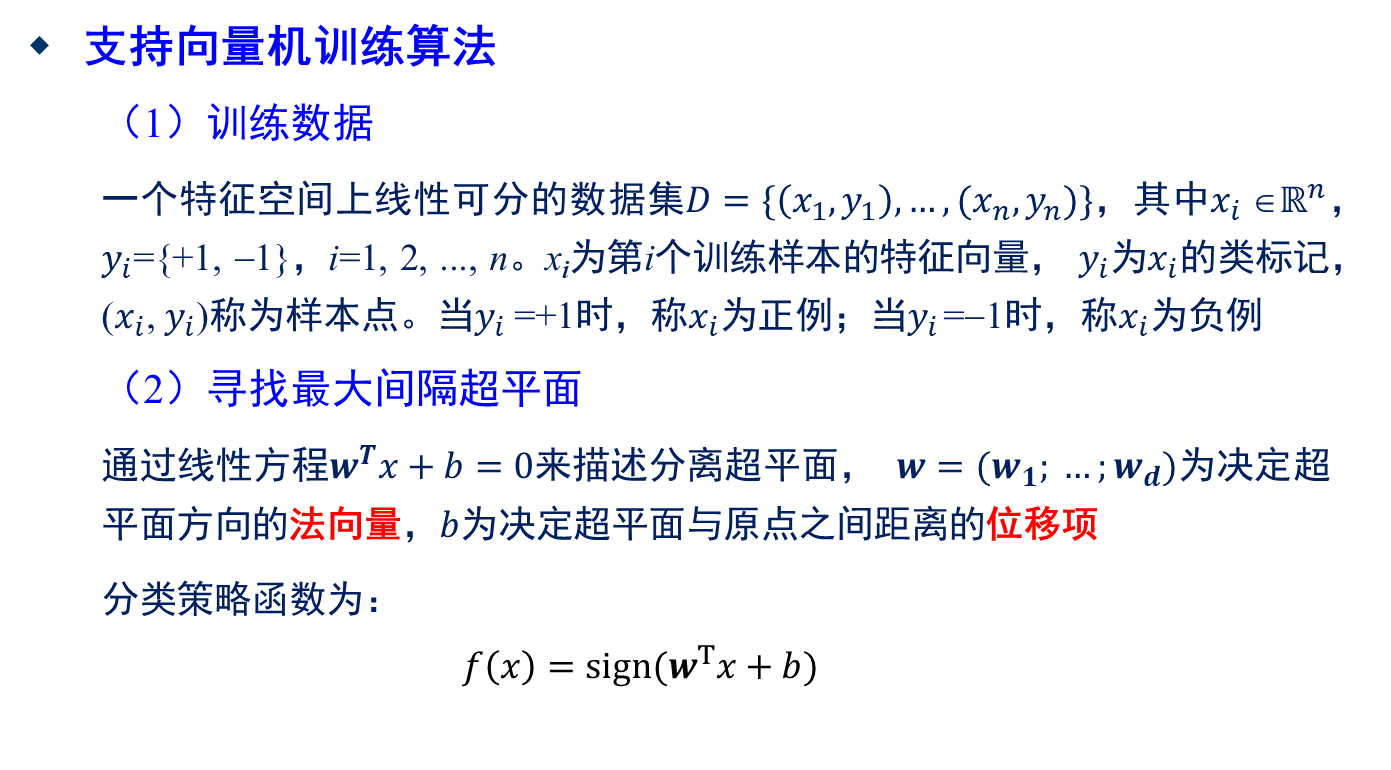 ◆ 支持向量机训练算法
（1）训练数据
一个特征空间上线性可分的数据集𝐷 = {(𝑥₁, 𝑦₁), … , (𝑥ₙ, 𝑦ₙ)}，其中𝑥ᵢ ∈ℝⁿ，
𝑦ᵢ={+1, –1}，i=1, 2, ..., n。xᵢ为第i个训练样本的特征向量， 𝑦ᵢ为𝑥ᵢ的类标记，
(𝑥ᵢ, 𝑦ᵢ)称为样本点。当𝑦ᵢ =+1时，称𝑥ᵢ为正例；当𝑦ᵢ =–1时，称𝑥ᵢ为负例
（2）寻找最大间隔超平面
通过线性方程𝒘ᵀ𝑥 + 𝑏 = 0来描述分离超平面， 𝒘 = (𝒘₁; … ; 𝒘_d)为决定超
平面方向的法向量，b为决定超平面与原点之间距离的位移项
分类策略函数为：
𝑓(𝑥) = sign(𝒘ᵀ𝑥 + 𝑏)